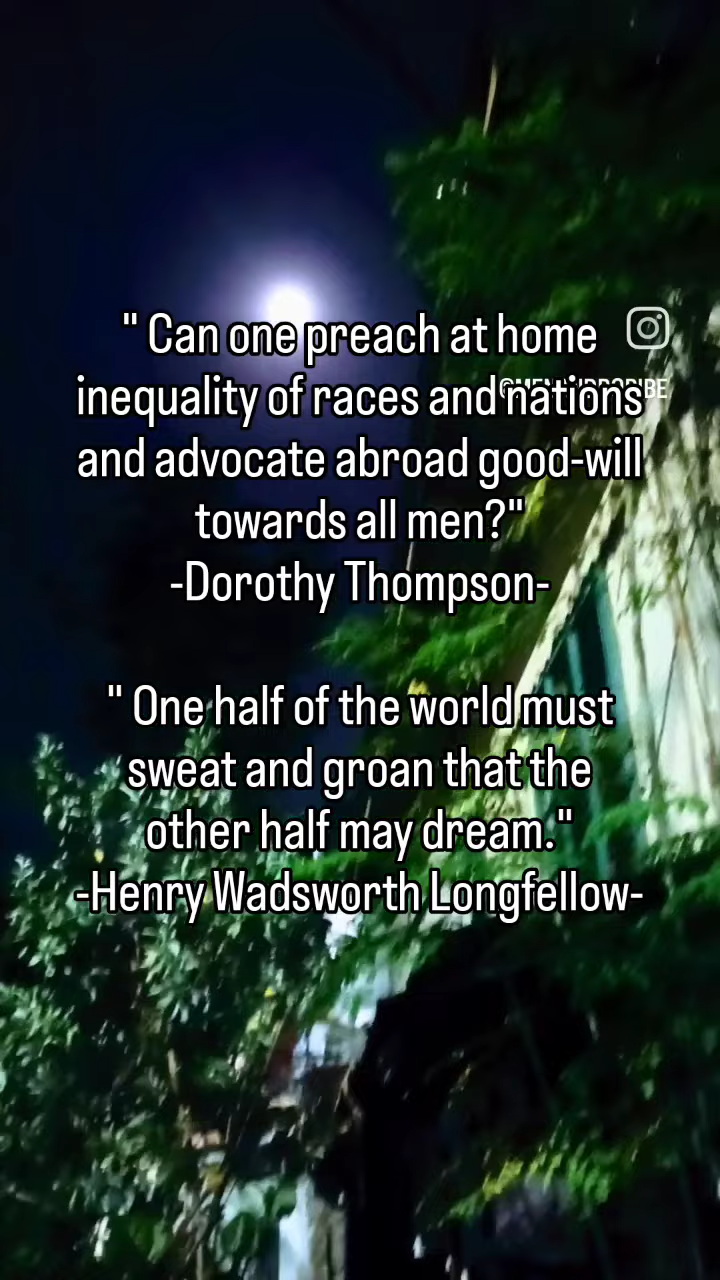 " Can one preach at home
inequality of races and nations
and advocate abroad good-will
towards all men?"
-Dorothy Thompson-
" One half of the world must
sweat and groan that the
other half may dream."
-Henry Wadsworth Longfellow-